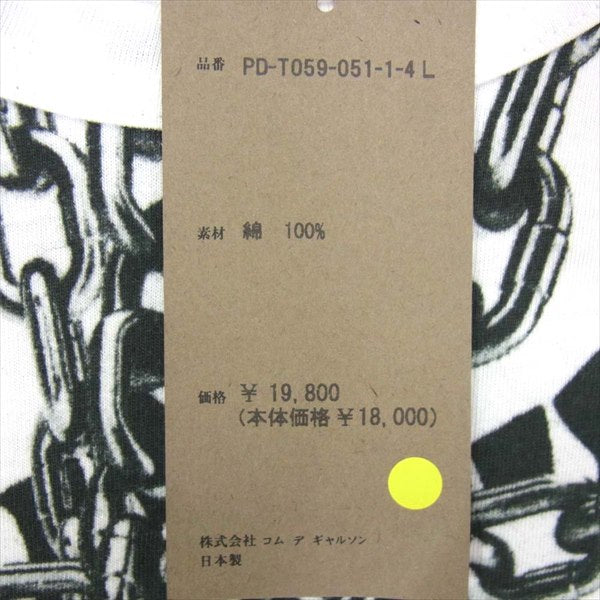 品番 PD-T059-051-1-4 L
素材 綿 100%
価格 ¥ 19,800
(本体価格 ¥18,000)
株式会社 コム デ ギャルソン
日本製